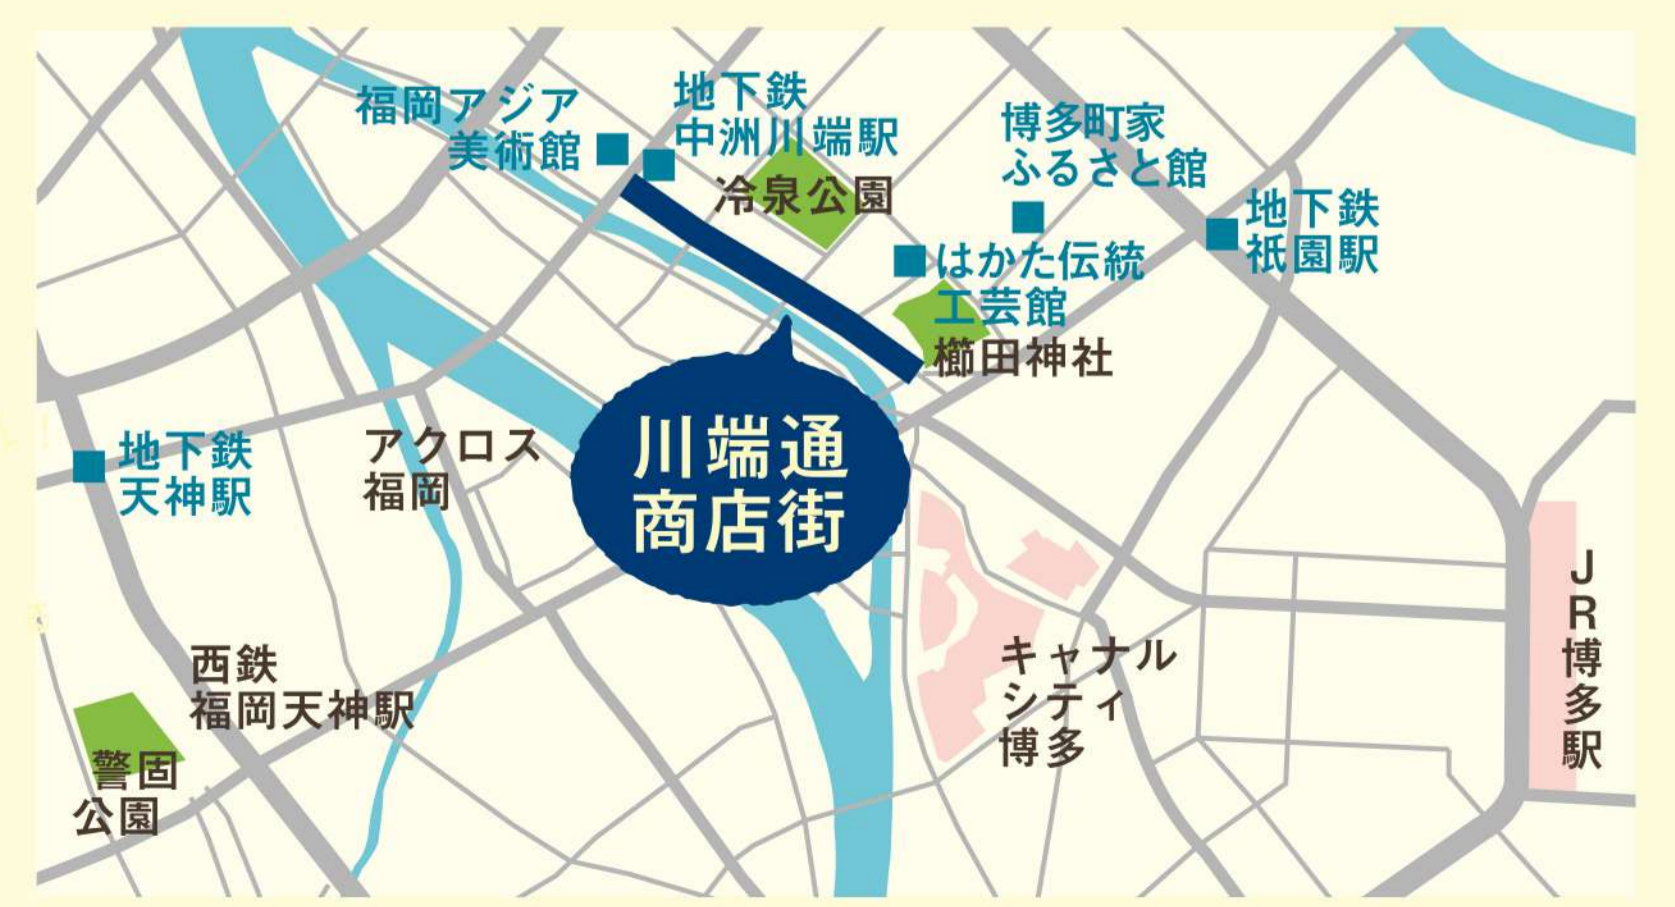 福岡アジア
美術館
地下鉄
中洲川端駅
冷泉公園
博多町家
ふるさと館
地下鉄
祇園駅
はかた伝統
工芸館
櫛田神社
川端通
商店街
地下鉄
天神駅
アクロス
福岡
西鉄
福岡天神駅
警固
公園
キャナル
シティ
博多
JR博多駅